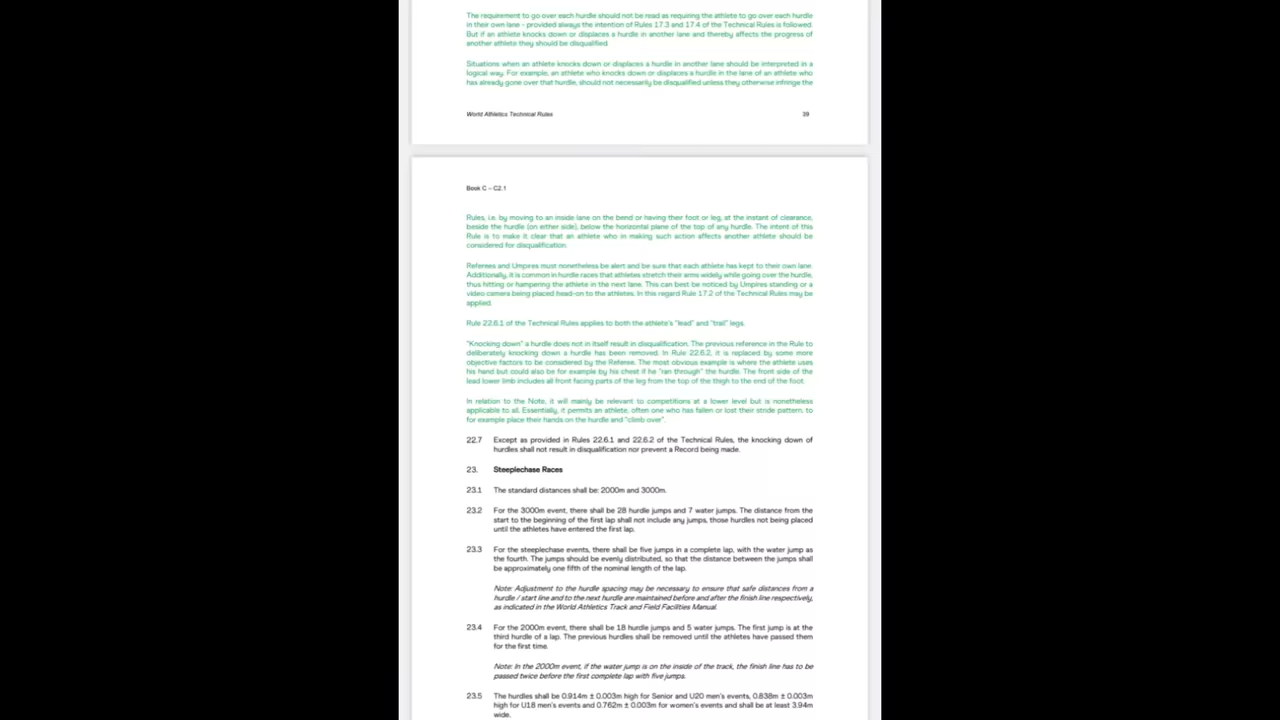 The requirement to go over each hurdle should not be read as requiring the athlete to go over each hurdle
in their own lane - provided always the intention of Rules 17.3 and 17.4 of the Technical Rules is followed.
But if an athlete knocks down or displaces a hurdle in another lane and thereby affects the progress of
another athlete they should be disqualified.
Situations when an athlete knocks down or displaces a hurdle in another lane should be interpreted in a
logical way. For example, an athlete who knocks down or displaces a hurdle in the lane of an athlete who
has already gone over that hurdle, should not necessarily be disqualified unless they otherwise infringe the
World Athletics Technical Rules 39
Book C – C2.1
Rules, i.e. by moving to an inside lane on the bend or having their foot or leg, at the instant of clearance,
beside the hurdle (on either side), below the horizontal plane of the top of any hurdle. The intent of this
Rule is to make it clear that an athlete who in making such action affects another athlete should be
considered for disqualification.
Referees and Umpires must nonetheless be alert and be sure that each athlete has kept to their own lane.
Additionally, it is common in hurdle races that athletes stretch their arms widely while going over the hurdle,
thus hitting or hampering the athlete in the next lane. This can best be noticed by Umpires standing or a
video camera being placed head-on to the athletes. In this regard Rule 17.2 of the Technical Rules may be
applied.
Rule 22.6.1 of the Technical Rules applies to both the athlete's "lead" and "trail" legs.
"Knocking down" a hurdle does not in itself result in disqualification. The previous reference in the Rule to
deliberately knocking down a hurdle has been removed. In Rule 22.6.2, it is replaced by some more
objective factors to be considered by the Referee. The most obvious example is where the athlete uses
his hand but could also be for example by his chest if he "ran through" the hurdle. The front side of the
lead lower limb includes all front facing parts of the leg from the top of the thigh to the end of the foot.
In relation to the Note, it will mainly be relevant to competitions at a lower level but is nonetheless
applicable to all. Essentially, it permits an athlete, often one who has fallen or lost their stride pattern, to
for example place their hands on the hurdle and "climb over".
22.7 Except as provided in Rules 22.6.1 and 22.6.2 of the Technical Rules, the knocking down of
hurdles shall not result in disqualification nor prevent a Record being made.
23. Steeplechase Races
23.1 The standard distances shall be: 2000m and 3000m.
23.2 For the 3000m event, there shall be 28 hurdle jumps and 7 water jumps. The distance from the
start to the beginning of the first lap shall not include any jumps, those hurdles not being placed
until the athletes have entered the first lap.
23.3 For the steeplechase events, there shall be five jumps in a complete lap, with the water jump as
the fourth. The jumps should be evenly distributed, so that the distance between the jumps shall
be approximately one fifth of the nominal length of the lap.
Note: Adjustment to the hurdle spacing may be necessary to ensure that safe distances from a
hurdle / start line and to the next hurdle are maintained before and after the finish line respectively,
as indicated in the World Athletics Track and Field Facilities Manual.
23.4 For the 2000m event, there shall be 18 hurdle jumps and 5 water jumps. The first jump is at the
third hurdle of a lap. The previous hurdles shall be removed until the athletes have passed them
for the first time.
Note: In the 2000m event, if the water jump is on the inside of the track, the finish line has to be
passed twice before the first complete lap with five jumps.
23.5 The hurdles shall be 0.914m ± 0.003m high for Senior and U20 men's events, 0.838m ± 0.003m
high for U18 men's events and 0.762m ± 0.003m for women's events and shall be at least 3.94m
wide.